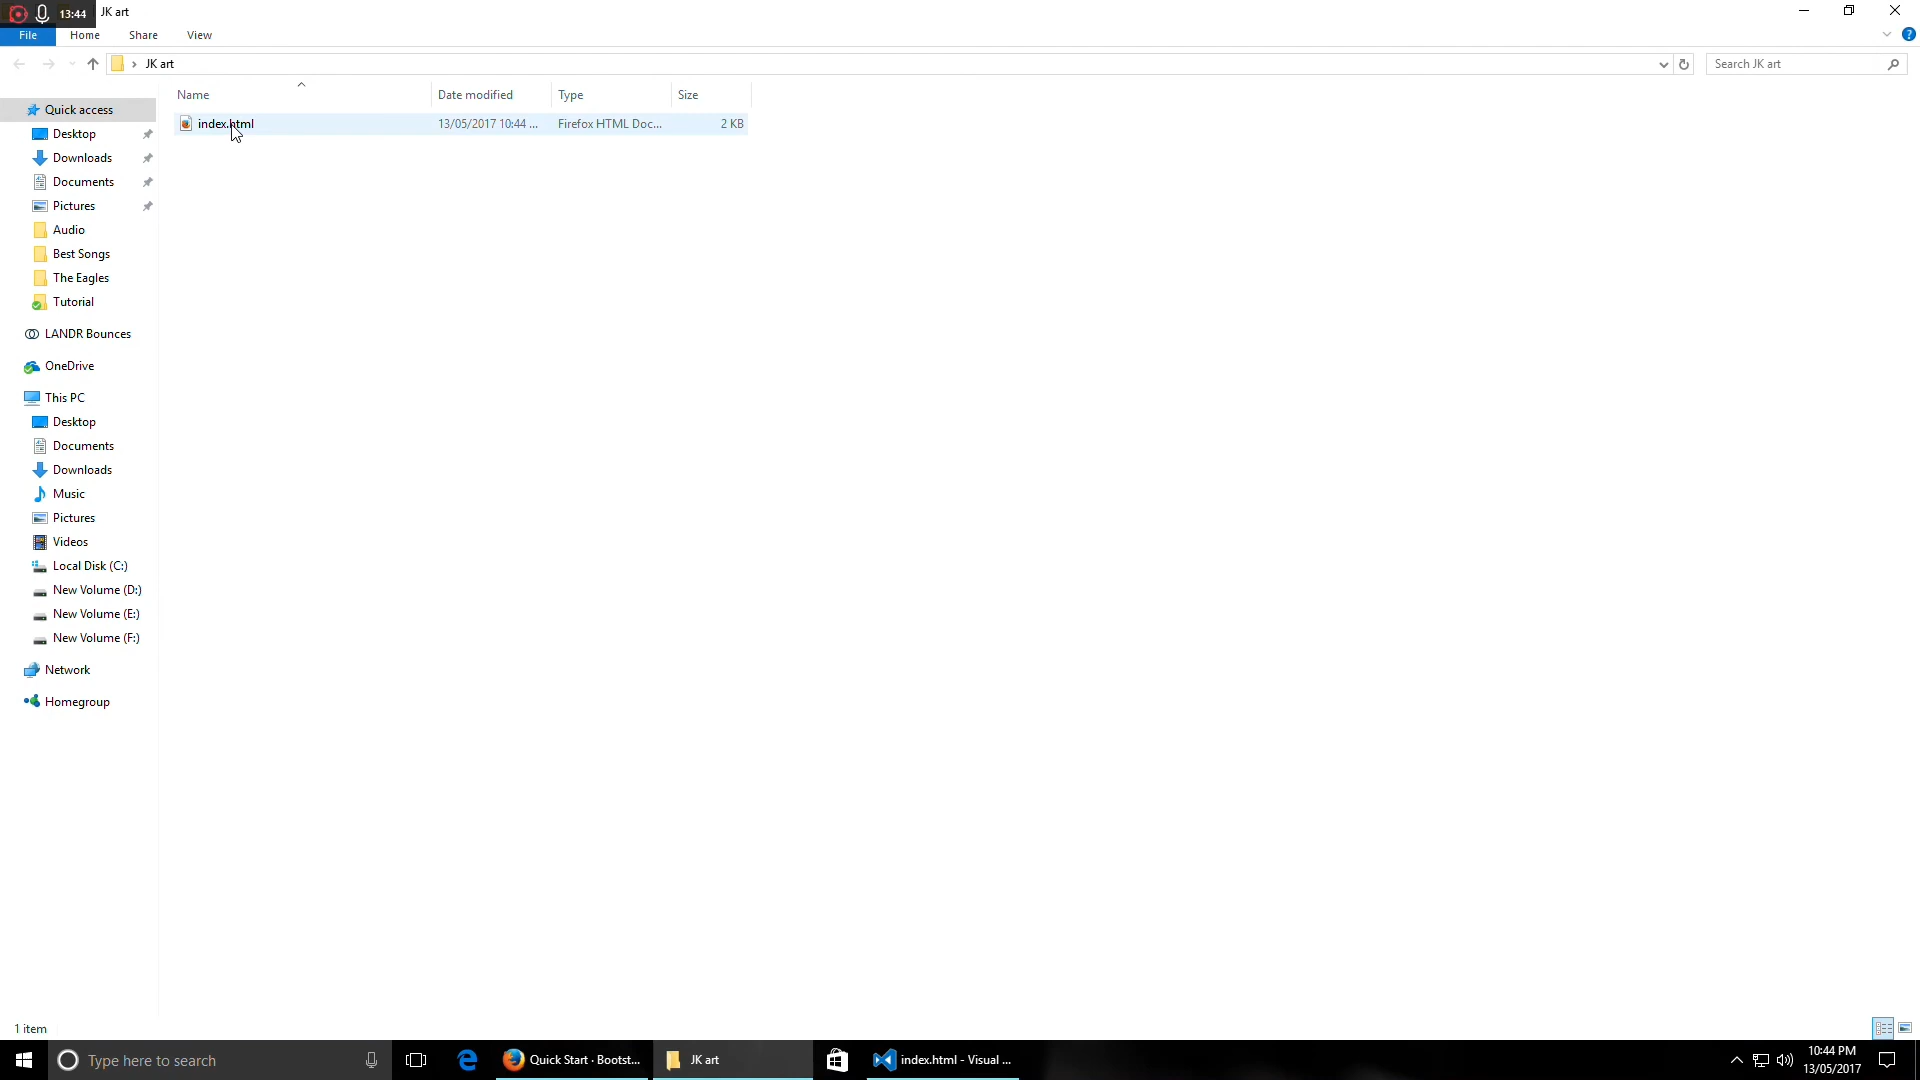 13:44 JK art
File Home Share View
JK art Search JK art
Name Date modified Type Size
index.html 13/05/2017 10:44 ... Firefox HTML Doc... 2 KB
Quick access
Desktop
Downloads
Documents
Pictures
Audio
Best Songs
The Eagles
Tutorial
LANDR Bounces
OneDrive
This PC
Desktop
Documents
Downloads
Music
Pictures
Videos
Local Disk (C:)
New Volume (D:)
New Volume (E:)
New Volume (F:)
Network
Homegroup
1 item
Type here to search Quick Start · Bootst... JK art index.html - Visual ... 10:44 PM
13/05/2017